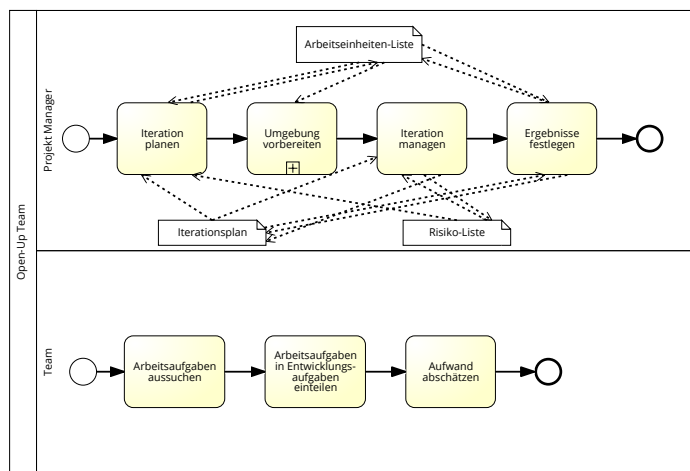 Open-Up Team
Projekt Manager
Arbeitseinheiten-Liste
Iteration
planen
Umgebung
vorbereiten
Iteration
managen
Ergebnisse
festlegen
Iterationsplan
Risiko-Liste
Team
Arbeitsaufgaben
aussuchen
Arbeitsaufgaben
in Entwicklungs-
aufgaben
einteilen
Aufwand
abschätzen